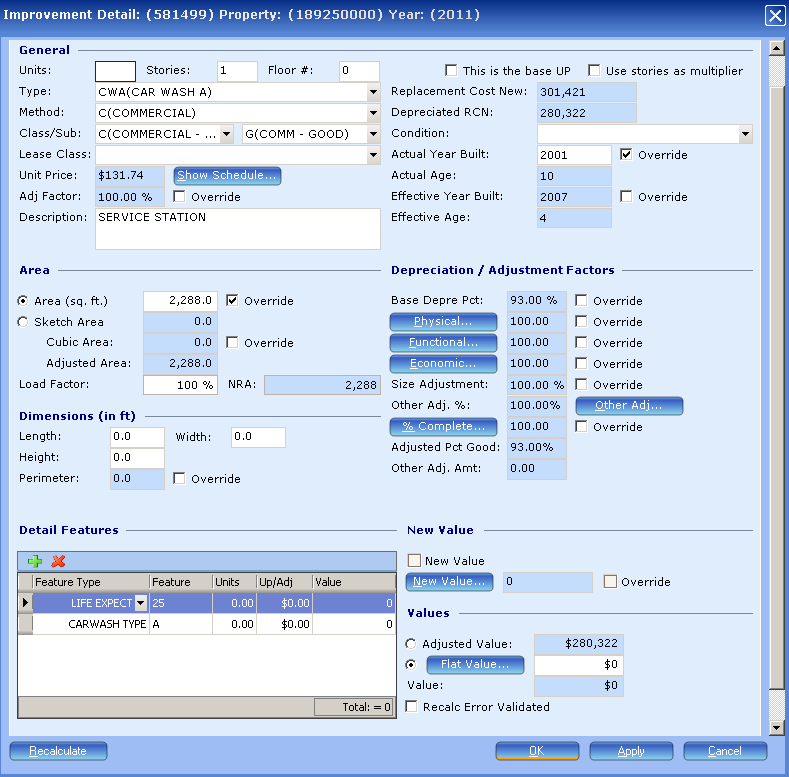 Improvement Detail: (581499) Property: (189250000) Year: (2011)
General
Units: Stories: 1 Floor #: 0
This is the base UP Use stories as multiplier
Type: CWA(CAR WASH A)
Replacement Cost New: 301,421
Method: C(COMMERCIAL)
Depreciated RCN: 280,322
Class/Sub: C(COMMERCIAL - ... G(COMM - GOOD)
Condition:
Lease Class:
Actual Year Built: 2001 Override
Unit Price: $131.74 Show Schedule...
Actual Age: 10
Adj Factor: 100.00 % Override
Effective Year Built: 2007 Override
Description: SERVICE STATION
Effective Age: 4
Area
Area (sq. ft.) 2,288.0 Override
Sketch Area 0.0
Cubic Area: 0.0 Override
Adjusted Area: 2,288.0
Load Factor: 100 % NRA: 2,288
Dimensions (in ft)
Length: 0.0 Width: 0.0
Height: 0.0
Perimeter: 0.0 Override
Depreciation / Adjustment Factors
Base Depre Pct: 93.00 % Override
Physical... 100.00 Override
Functional... 100.00 Override
Economic... 100.00 Override
Size Adjustment: 100.00 % Override
Other Adj. %: 100.00% Other Adj...
% Complete... 100.00 Override
Adjusted Pct Good: 93.00%
Other Adj. Amt: 0.00
Detail Features
Feature Type Feature Units Up/Adj Value
LIFE EXPECT 25 0.00 $0.00 0
CARWASH TYPE A 0.00 $0.00 0
Total: = 0
New Value
New Value
New Value... 0 Override
Values
Adjusted Value: $280,322
Flat Value... $0
Value: $0
Recalc Error Validated
Recalculate OK Apply Cancel